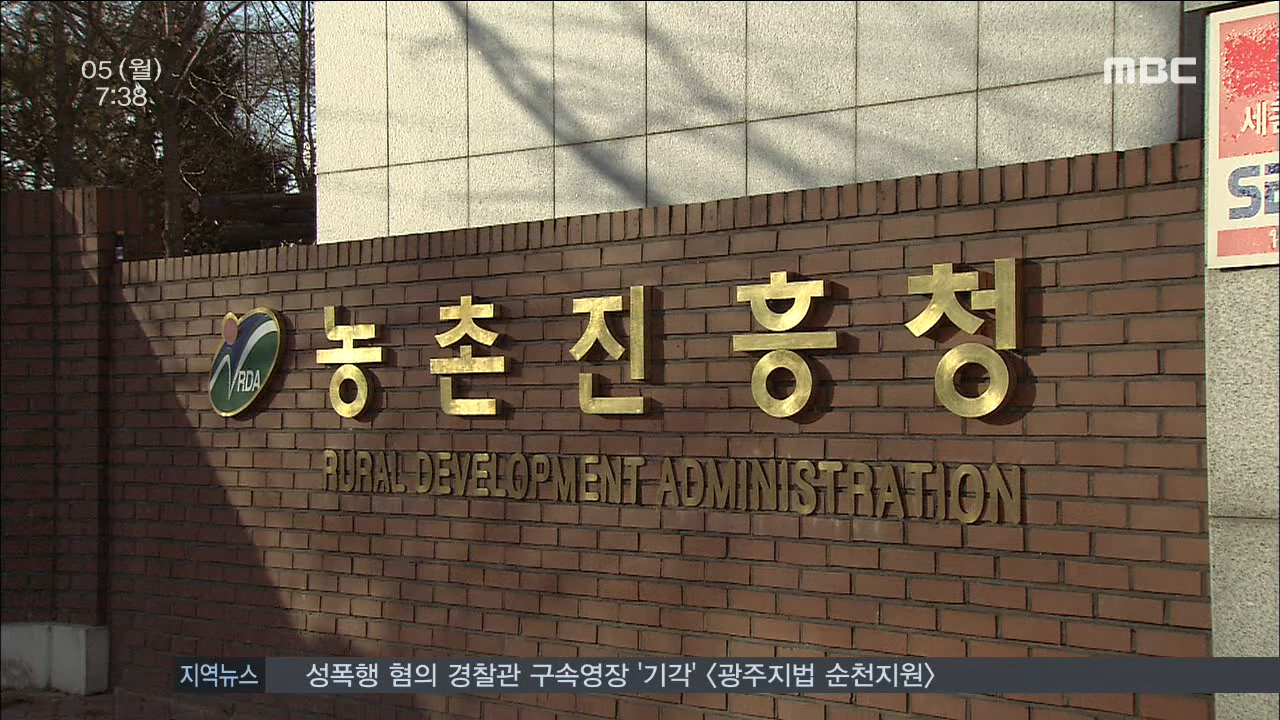 05 (월)
7:38
MBC
RDA
농촌진흥청
RURAL DEVELOPMENT ADMINISTRATION
지역뉴스 성폭행 혐의 경찰관 구속영장 '기각' <광주지법 순천지원>